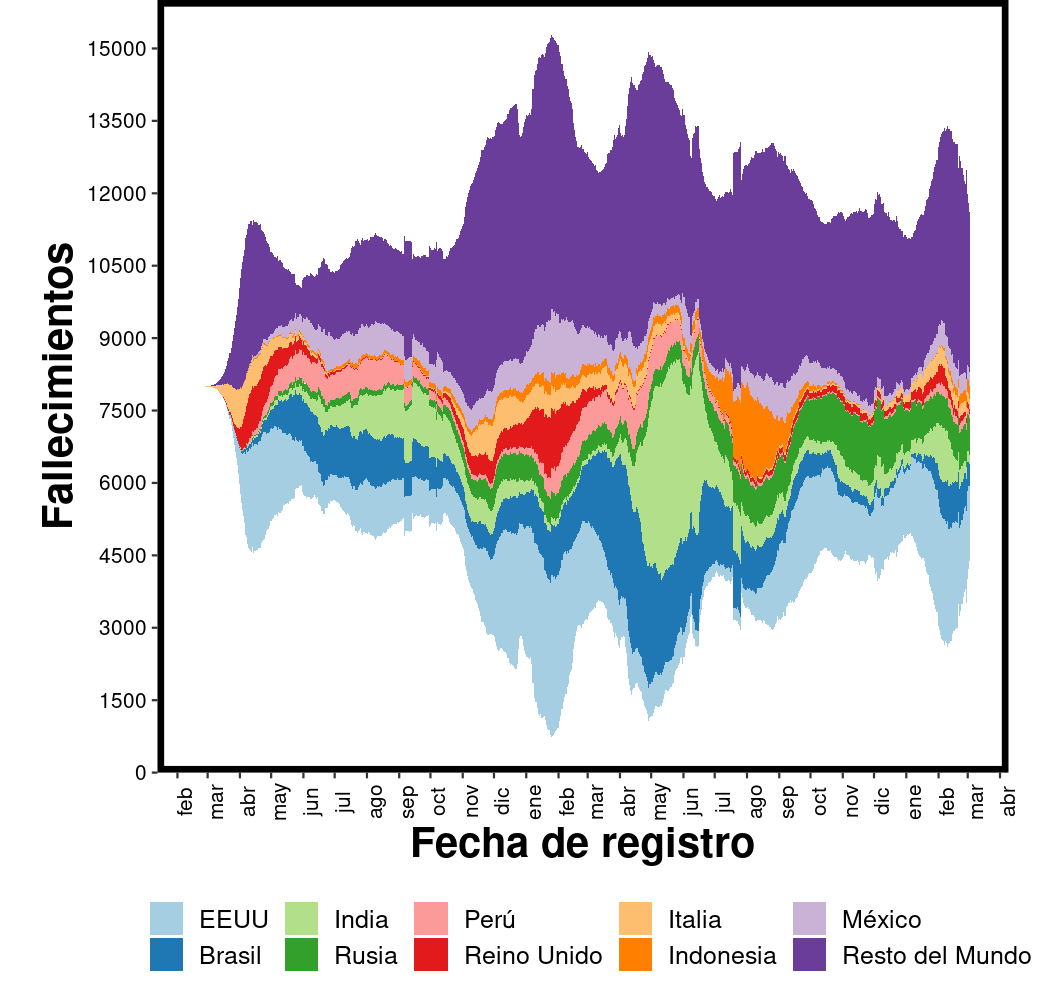 Fallecimientos
15000
13500
12000
10500
9000
7500
6000
4500
3000
1500
0
feb mar abr may jun jul ago sep oct nov dic ene feb mar abr may jun jul ago sep oct nov dic ene feb mar abr
Fecha de registro
EEUU India Perú Italia México
Brasil Rusia Reino Unido Indonesia Resto del Mundo